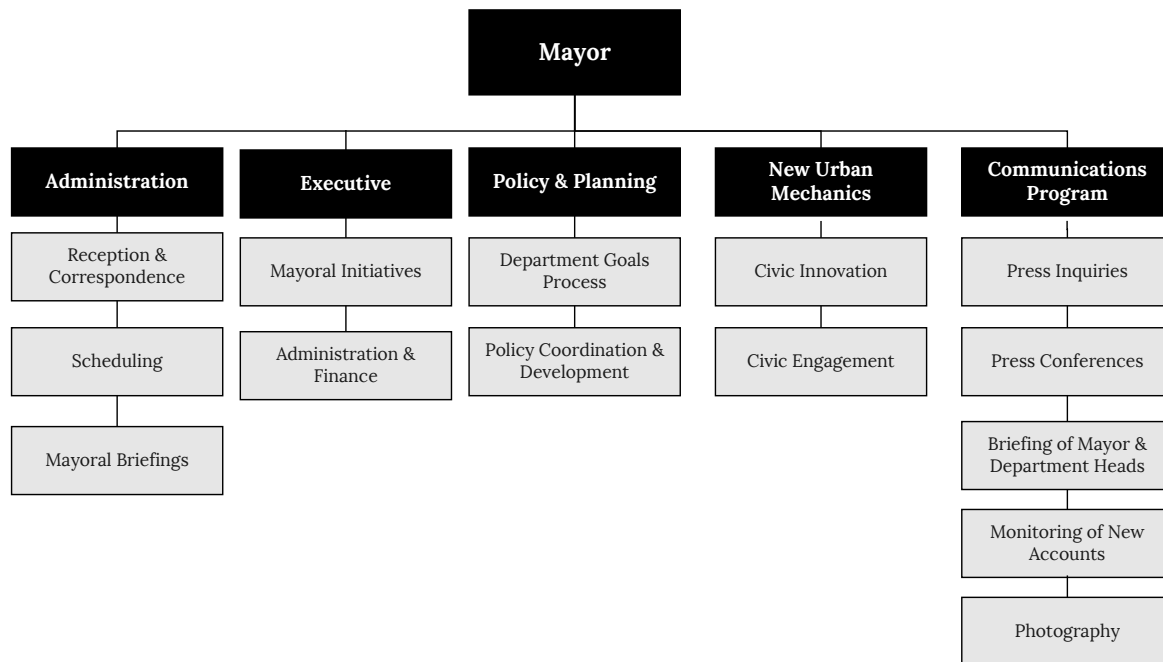 Mayor
Administration
Executive
Policy & Planning
New Urban
Mechanics
Communications
Program
Reception &
Correspondence
Scheduling
Mayoral Briefings
Mayoral Initiatives
Administration &
Finance
Department Goals
Process
Policy Coordination &
Development
Civic Innovation
Civic Engagement
Press Inquiries
Press Conferences
Briefing of Mayor &
Department Heads
Monitoring of New
Accounts
Photography